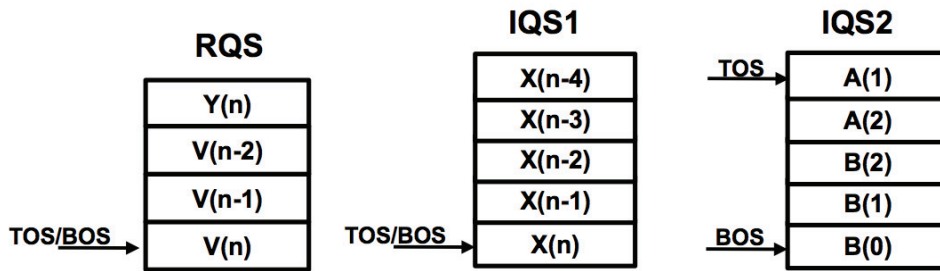 RQS
Y(n)
V(n-2)
V(n-1)
TOS/BOS V(n)
IQS1
X(n-4)
X(n-3)
X(n-2)
X(n-1)
TOS/BOS X(n)
IQS2
TOS A(1)
A(2)
B(2)
B(1)
BOS B(0)